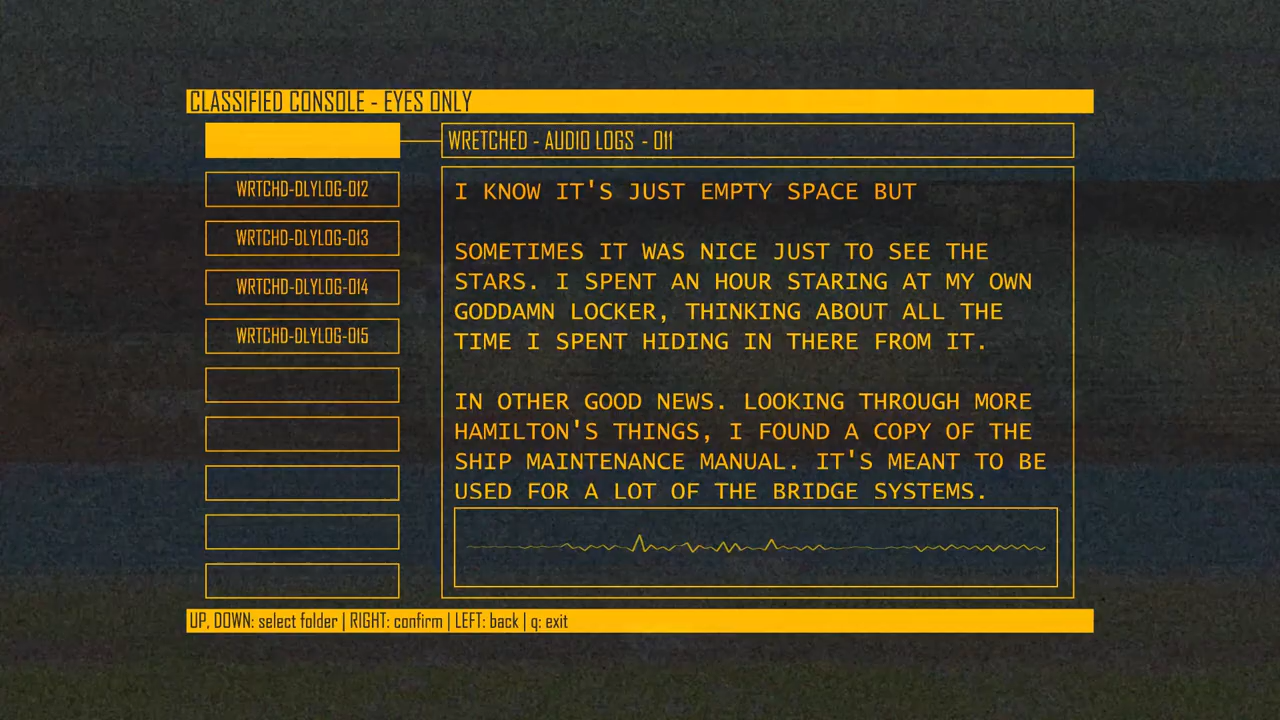 CLASSIFIED CONSOLE - EYES ONLY
WRETCHED - AUDIO LOGS - 011
WRTCHD-DLYLOG-012
WRTCHD-DLYLOG-013
WRTCHD-DLYLOG-014
WRTCHD-DLYLOG-015
I KNOW IT'S JUST EMPTY SPACE BUT
SOMETIMES IT WAS NICE JUST TO SEE THE
STARS. I SPENT AN HOUR STARING AT MY OWN
GODDAMN LOCKER, THINKING ABOUT ALL THE
TIME I SPENT HIDING IN THERE FROM IT.
IN OTHER GOOD NEWS. LOOKING THROUGH MORE
HAMILTON'S THINGS, I FOUND A COPY OF THE
SHIP MAINTENANCE MANUAL. IT'S MEANT TO BE
USED FOR A LOT OF THE BRIDGE SYSTEMS.
UP, DOWN: select folder | RIGHT: confirm | LEFT: back | q: exit